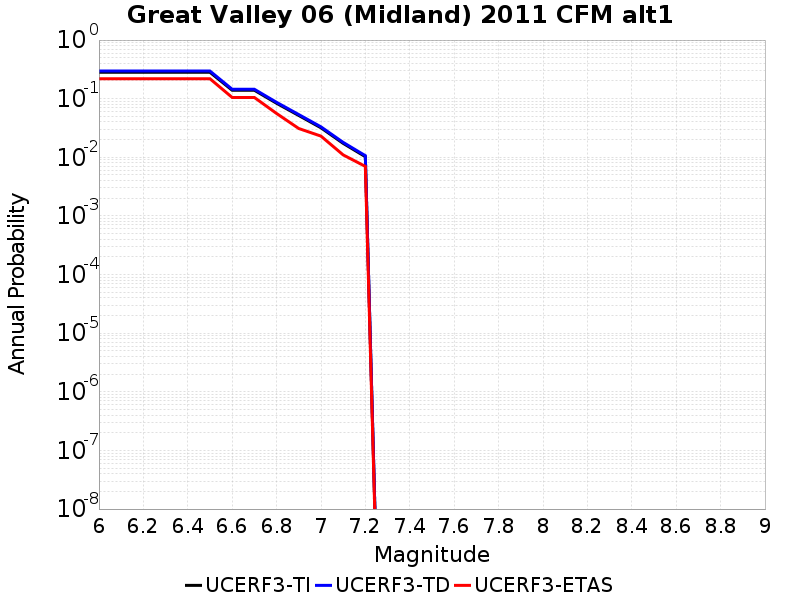 Great Valley 06 (Midland) 2011 CFM alt1
10^0
10^-1
10^-2
10^-3
10^-4
10^-5
10^-6
10^-7
10^-8
Annual Probability
6 6.2 6.4 6.6 6.8 7 7.2 7.4 7.6 7.8 8 8.2 8.4 8.6 8.8 9
Magnitude
UCERF3-TI UCERF3-TD UCERF3-ETAS